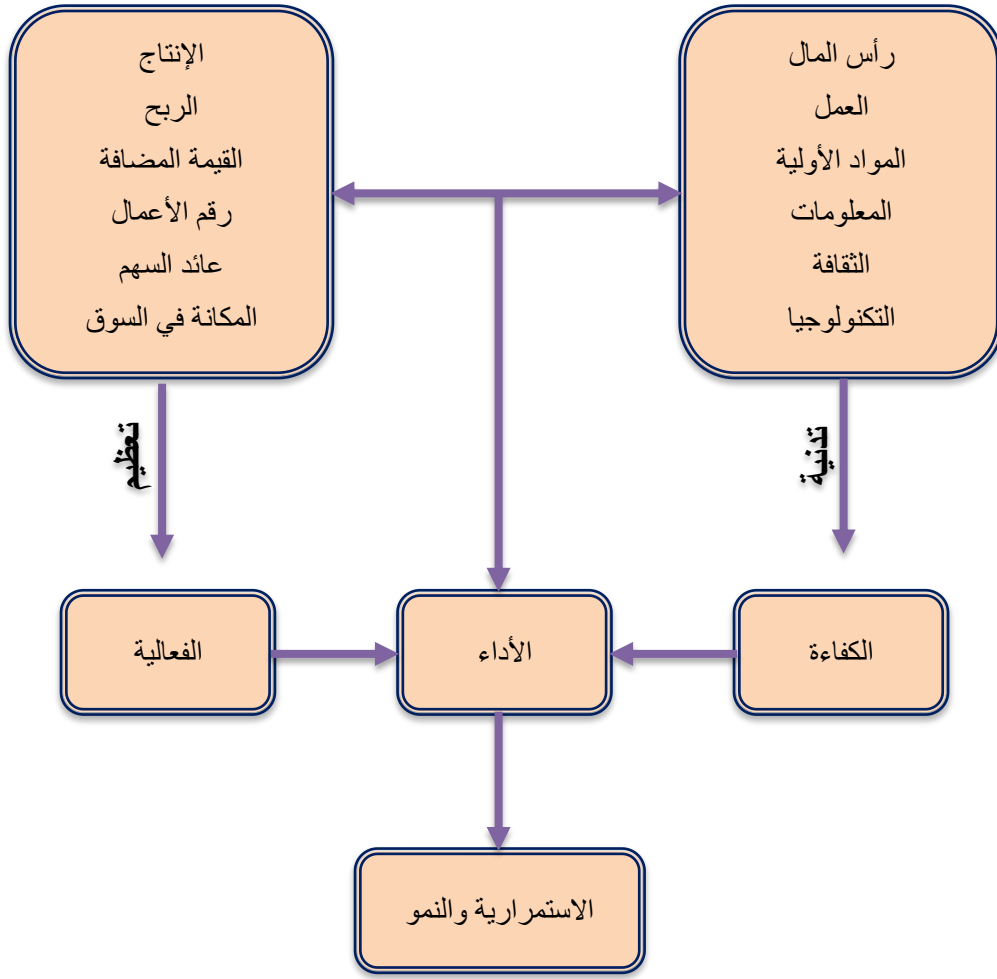 رأس المال
العمل
المواد الأولية
المعلومات
الثقافة
التكنولوجيا
الإنتاج
الربح
القيمة المضافة
رقم الأعمال
عائد السهم
المكانة في السوق
تدنية
تعظيم
الكفاءة
الأداء
الفعالية
الاستمرارية والنمو